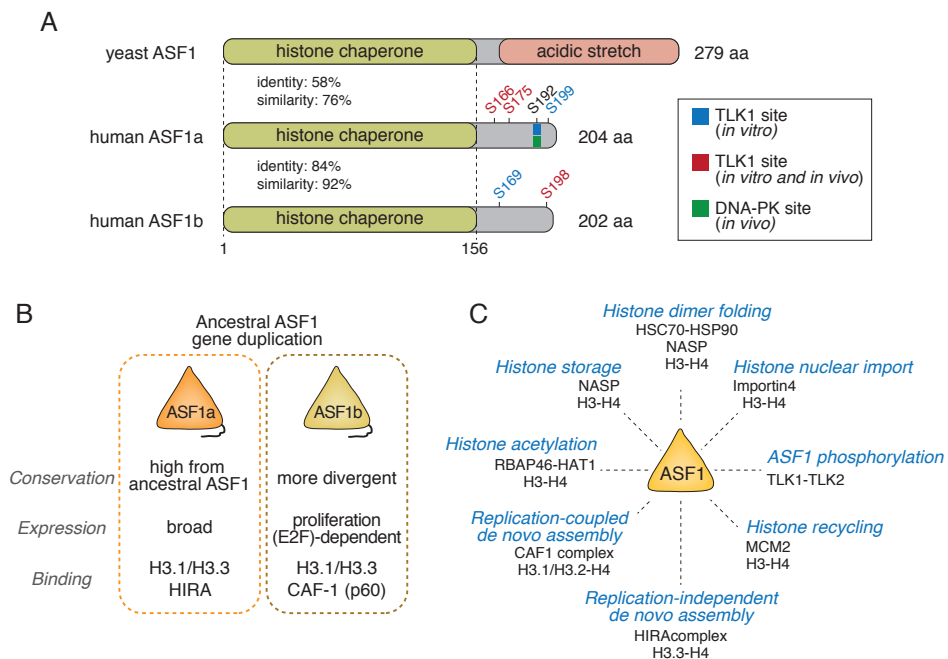 A
yeast ASF1
histone chaperone
acidic stretch
279 aa
identity: 58%
similarity: 76%
S166
S175
S192
S199
human ASF1a
histone chaperone
204 aa
identity: 84%
similarity: 92%
S169
S198
human ASF1b
histone chaperone
202 aa
1
156
TLK1 site
(in vitro)
TLK1 site
(in vitro and in vivo)
DNA-PK site
(in vivo)
B
Ancestral ASF1
gene duplication
ASF1a
ASF1b
Conservation
high from
ancestral ASF1
more divergent
Expression
broad
proliferation
(E2F)-dependent
Binding
H3.1/H3.3
HIRA
H3.1/H3.3
CAF-1 (p60)
C
Histone dimer folding
HSC70-HSP90
NASP
H3-H4
Histone storage
NASP
H3-H4
Histone nuclear import
Importin4
H3-H4
Histone acetylation
RBAP46-HAT1
H3-H4
ASF1
ASF1 phosphorylation
TLK1-TLK2
Replication-coupled
de novo assembly
CAF1 complex
H3.1/H3.2-H4
Histone recycling
MCM2
H3-H4
Replication-independent
de novo assembly
HIRAcomplex
H3.3-H4